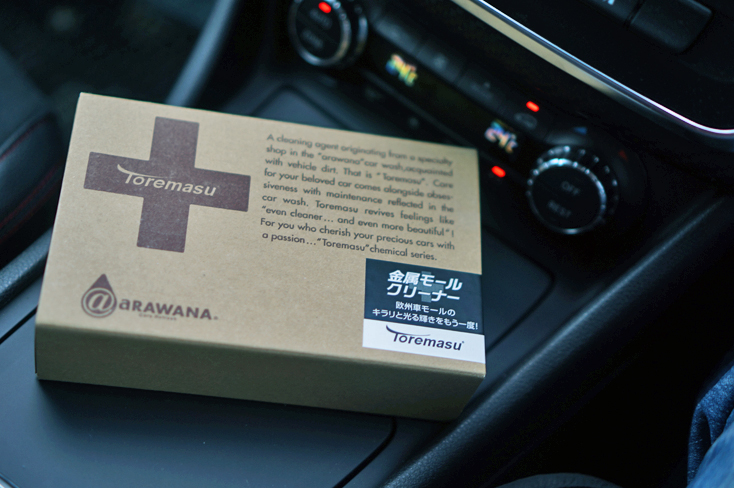 Toremasu
A cleaning agent originating from a specialty
shop in the "arawana"car wash,acquainted
with vehicle dirt. That is "Toremasu". Care
for your beloved car comes alongside obses-
siveness with maintenance reflected in the
car wash. Toremasu revives feelings like
"even cleaner... and even more beautiful"!
For you who cherish your precious cars with
a passion..."Toremasu"chemical series.
@ARAWANA
金属モール
クリーナー
欧州車モールの
キラリと光る輝きをもう一度!
Toremasu
OFF
REST